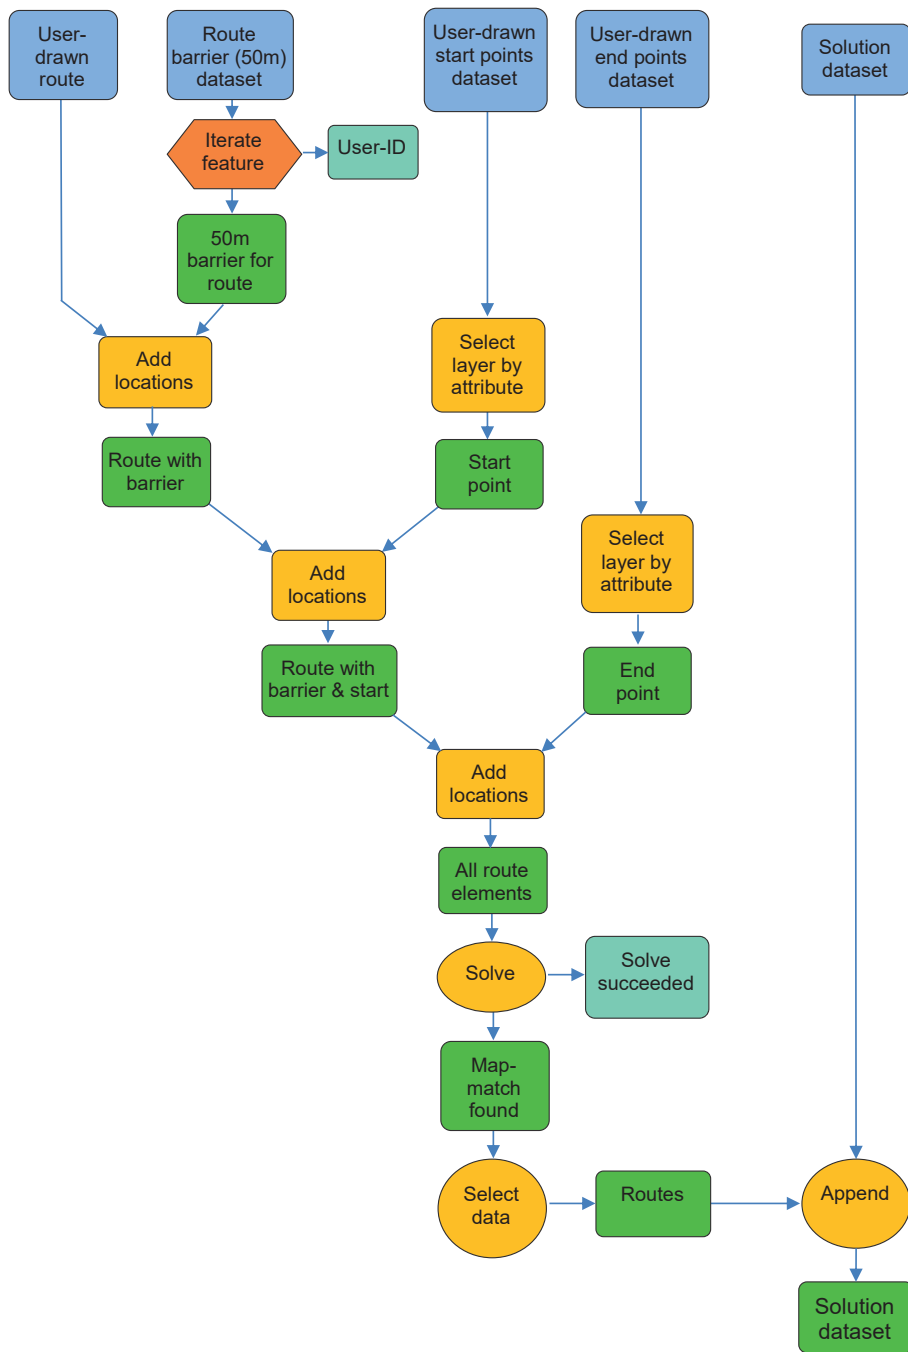 User-
drawn
route
Route
barrier (50m)
dataset
User-drawn
start points
dataset
User-drawn
end points
dataset
Solution
dataset
Iterate
feature
User-ID
50m
barrier for
route
Add
locations
Select
layer by
attribute
Route with
barrier
Start
point
Add
locations
Select
layer by
attribute
Route with
barrier & start
End
point
Add
locations
All route
elements
Solve
Solve
succeeded
Map-
match
found
Select
data
Routes
Append
Solution
dataset